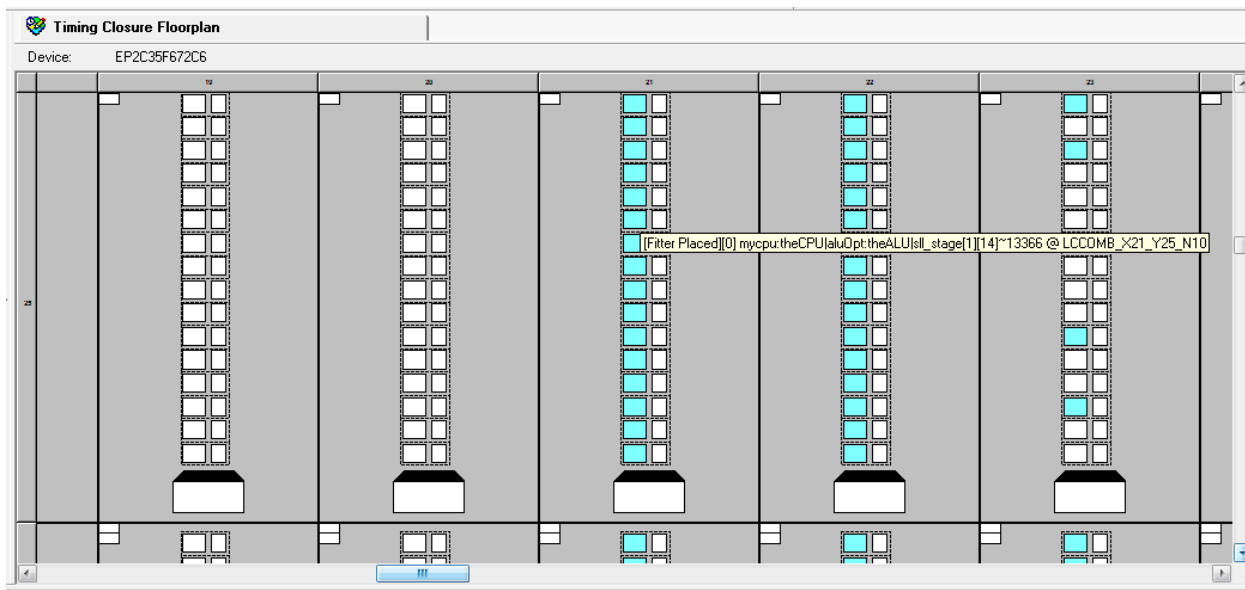 Timing Closure Floorplan
Device: EP2C35F672C6
19 20 21 22 23
[Fitter Placed][0] mycpu:theCPU|aluOpt:theALU|sll_stage[1][14]~13366 @ LCCOMB_X21_Y25_N10
25